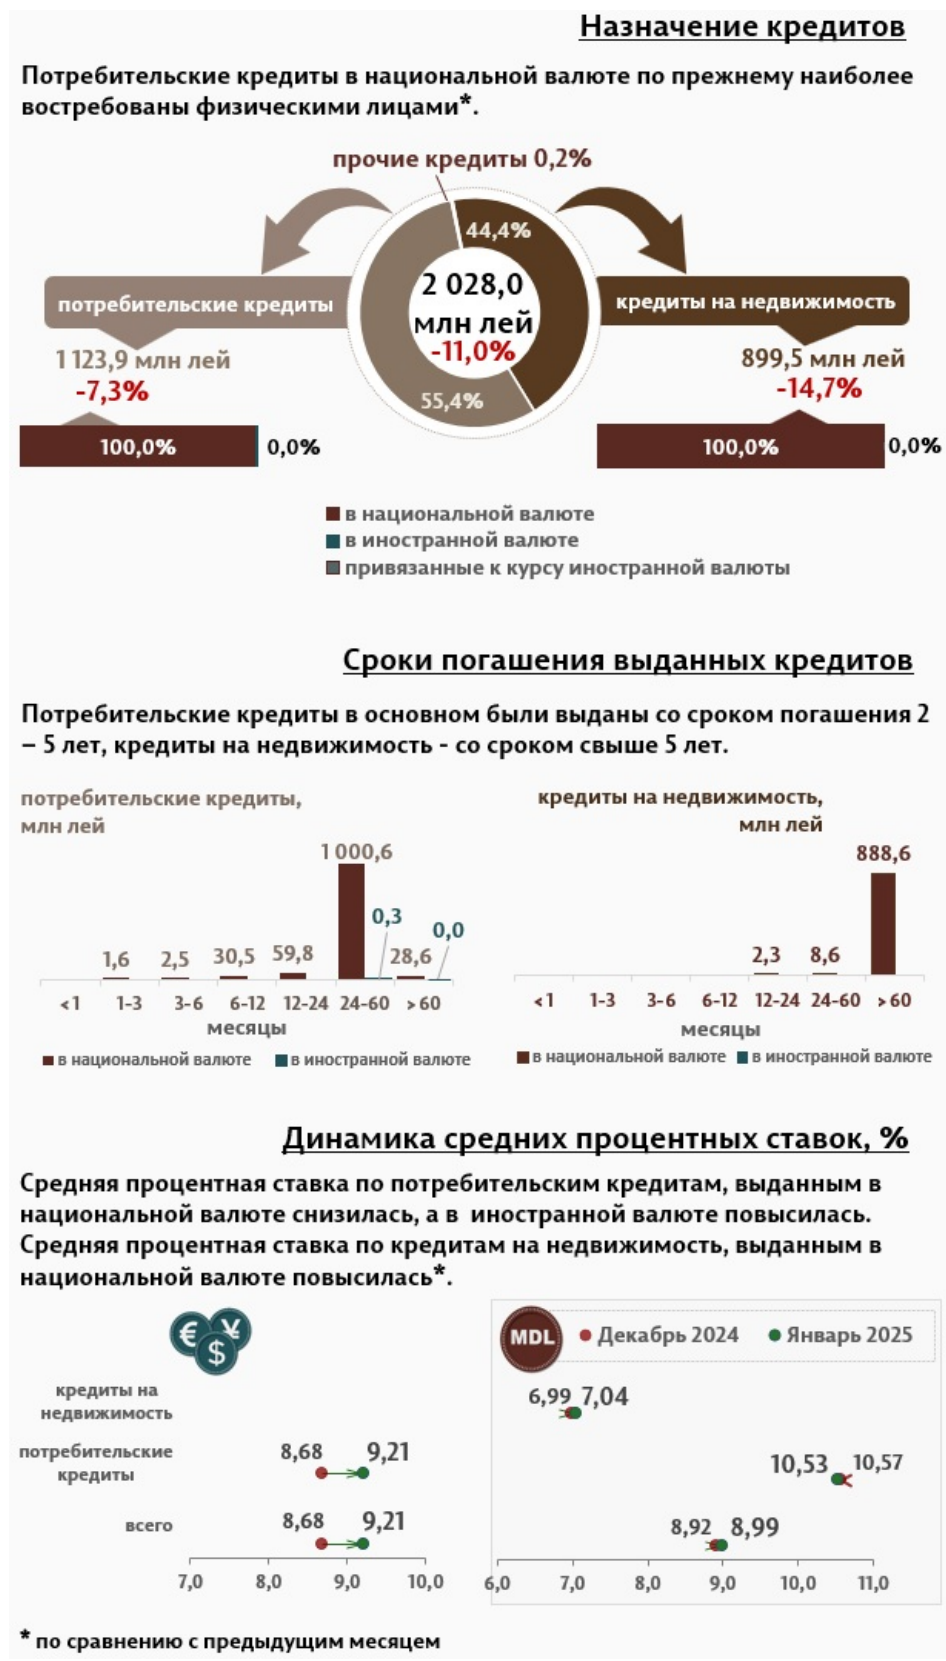 Назначение кредитов
Потребительские кредиты в национальной валюте по прежнему наиболее
востребованы физическими лицами*.
прочие кредиты 0,2%
44,4%
2 028,0
млн лей
-11,0%
55,4%
потребительские кредиты
1 123,9 млн лей
-7,3%
100,0%
0,0%
кредиты на недвижимость
899,5 млн лей
-14,7%
100,0%
0,0%
в национальной валюте
в иностранной валюте
привязанные к курсу иностранной валюты
Сроки погашения выданных кредитов
Потребительские кредиты в основном были выданы со сроком погашения 2
– 5 лет, кредиты на недвижимость - со сроком свыше 5 лет.
потребительские кредиты,
млн лей
1,6 2,5 30,5 59,8 1 000,6 0,3 28,6 0,0
<1 1-3 3-6 6-12 12-24 24-60 >60
месяцы
в национальной валюте в иностранной валюте
кредиты на недвижимость,
млн лей
2,3 8,6 888,6
<1 1-3 3-6 6-12 12-24 24-60 >60
месяцы
в национальной валюте в иностранной валюте
Динамика средних процентных ставок, %
Средняя процентная ставка по потребительским кредитам, выданным в
национальной валюте снизилась, а в иностранной валюте повысилась.
Средняя процентная ставка по кредитам на недвижимость, выданным в
национальной валюте повысилась*.
€ ¥ $
MDL Декабрь 2024 Январь 2025
кредиты на
недвижимость
6,99 7,04
потребительские
кредиты
8,68 9,21
10,53 10,57
всего
8,68 9,21
8,92 8,99
7,0 8,0 9,0 10,0
6,0 7,0 8,0 9,0 10,0 11,0
* по сравнению с предыдущим месяцем